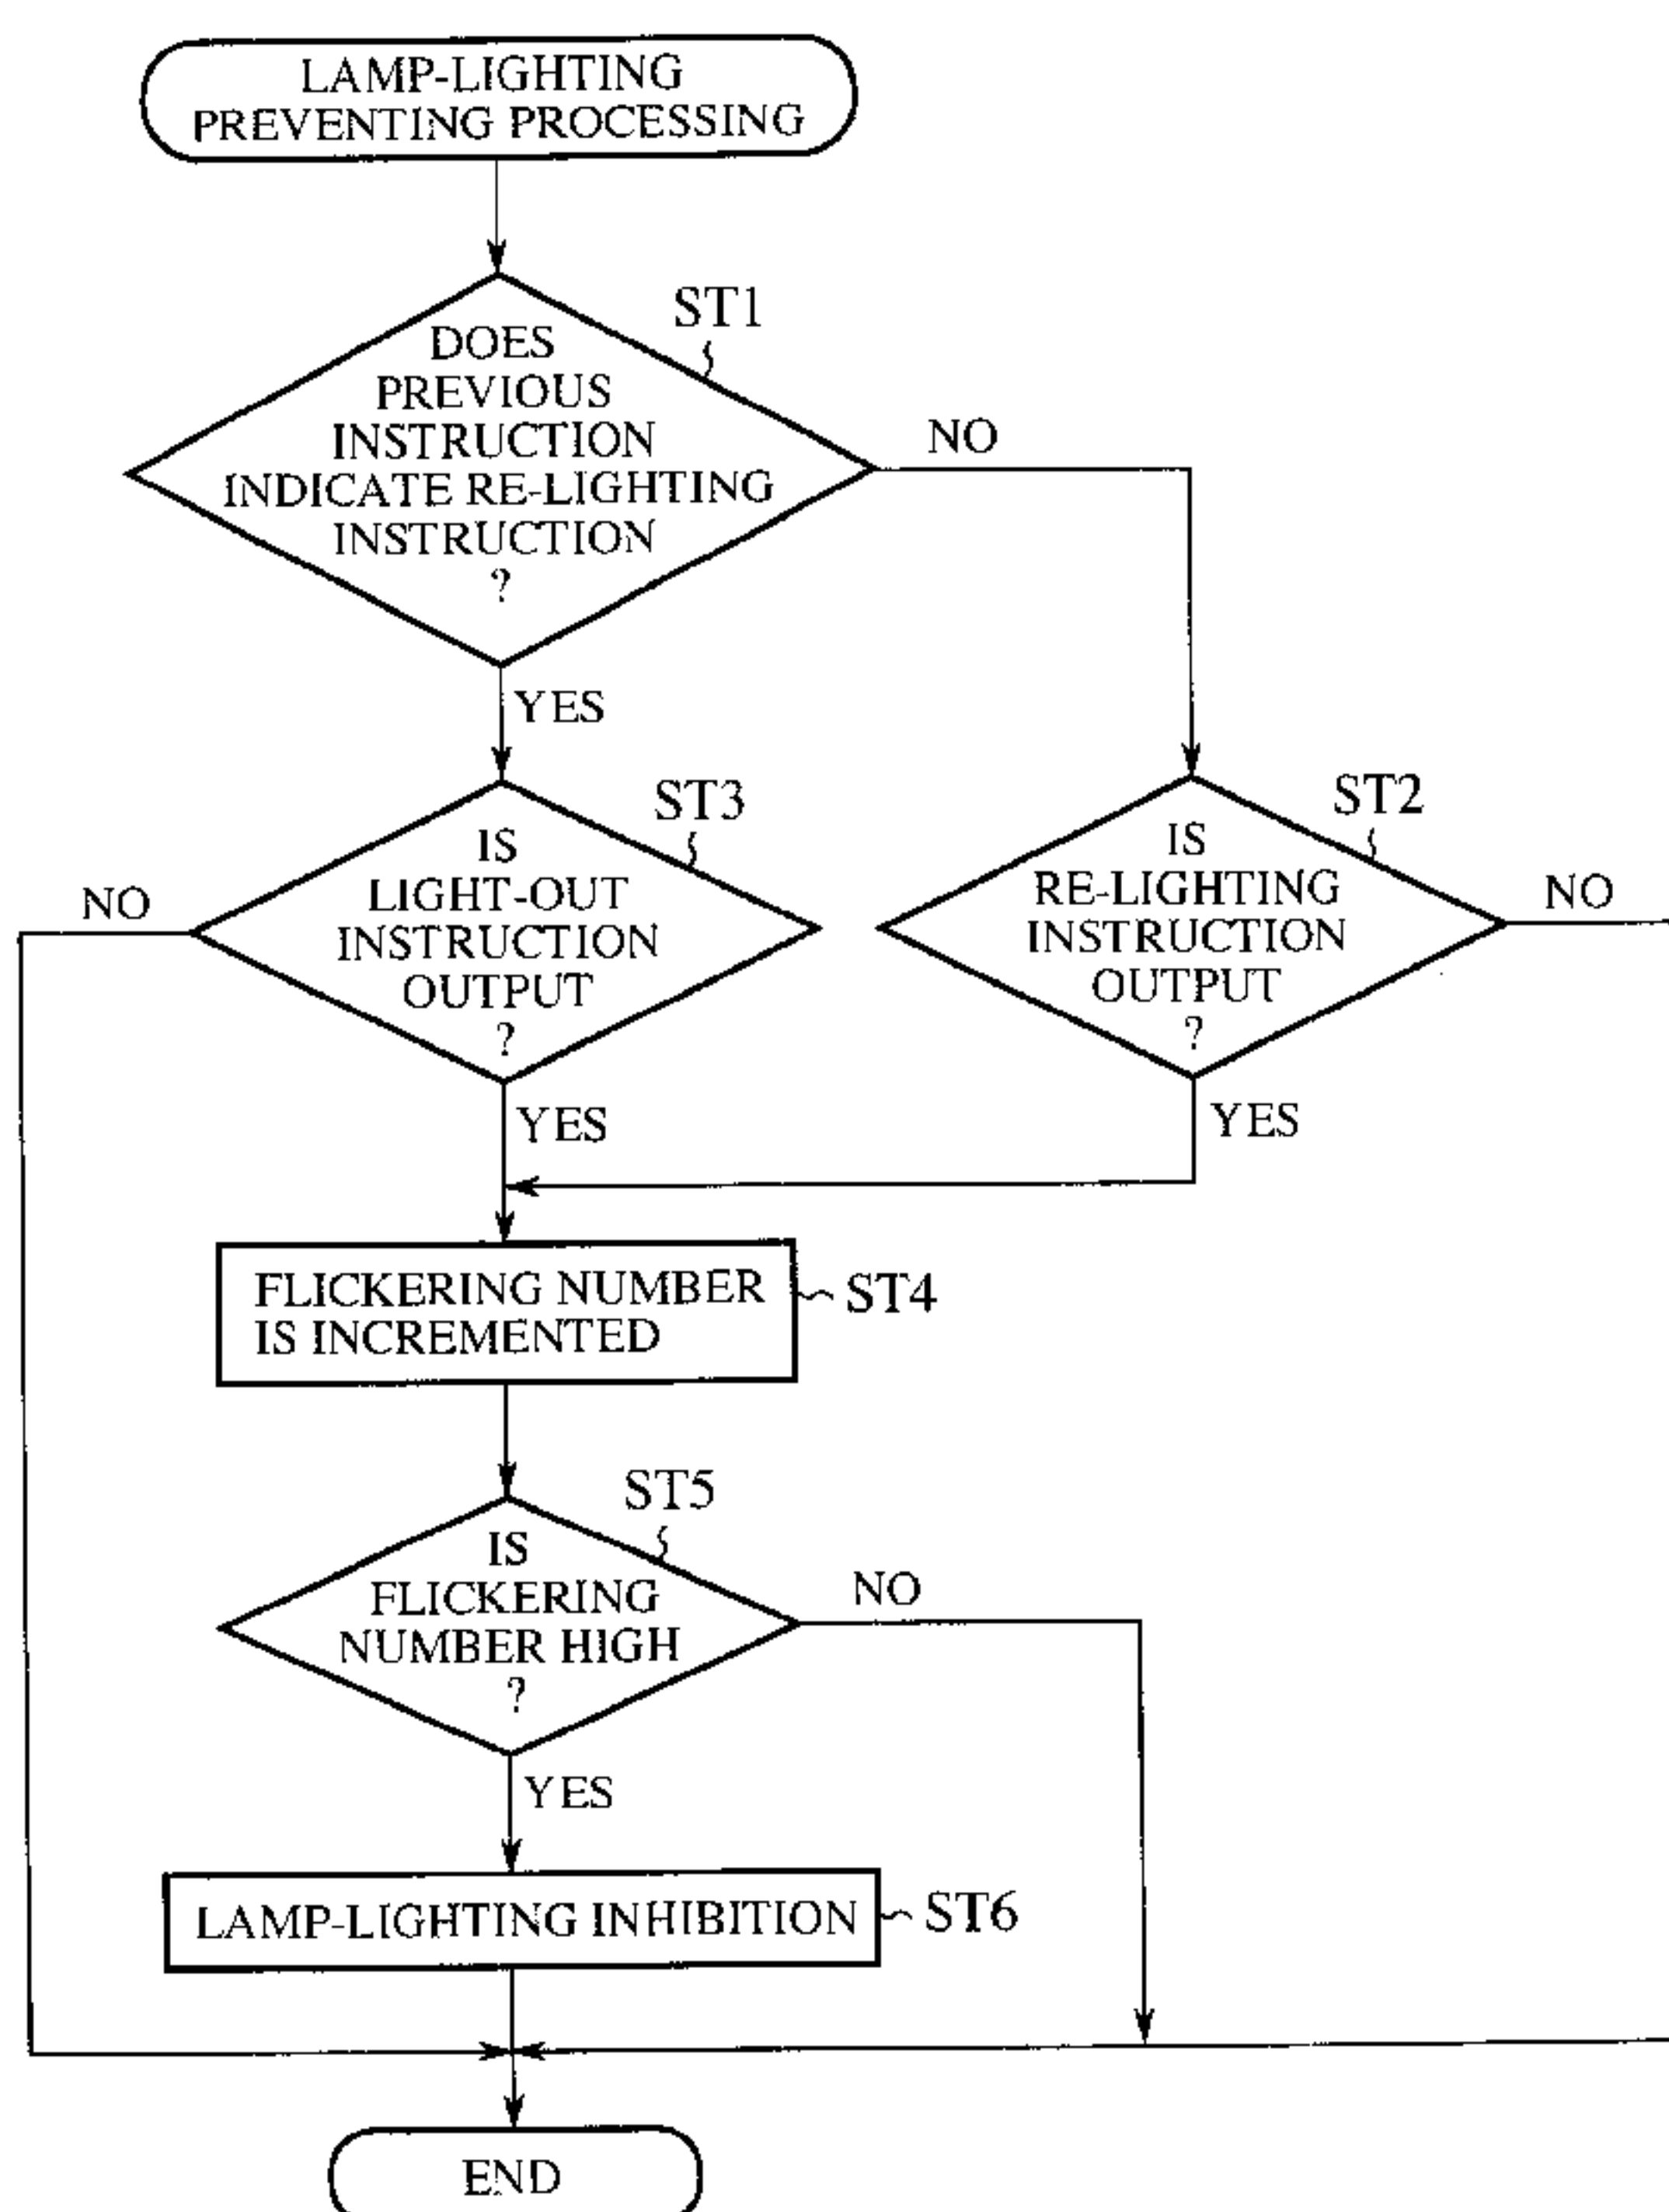 LAMP-LIGHTING
PREVENTING PROCESSING
ST1
DOES
PREVIOUS
INSTRUCTION
INDICATE RE-LIGHTING
INSTRUCTION
?
NO
YES
ST3
IS
LIGHT-OUT
INSTRUCTION
OUTPUT
?
NO
YES
ST2
IS
RE-LIGHTING
INSTRUCTION
OUTPUT
?
NO
YES
FLICKERING NUMBER
IS INCREMENTED
ST4
ST5
IS
FLICKERING
NUMBER HIGH
?
NO
YES
LAMP-LIGHTING INHIBITION
ST6
END